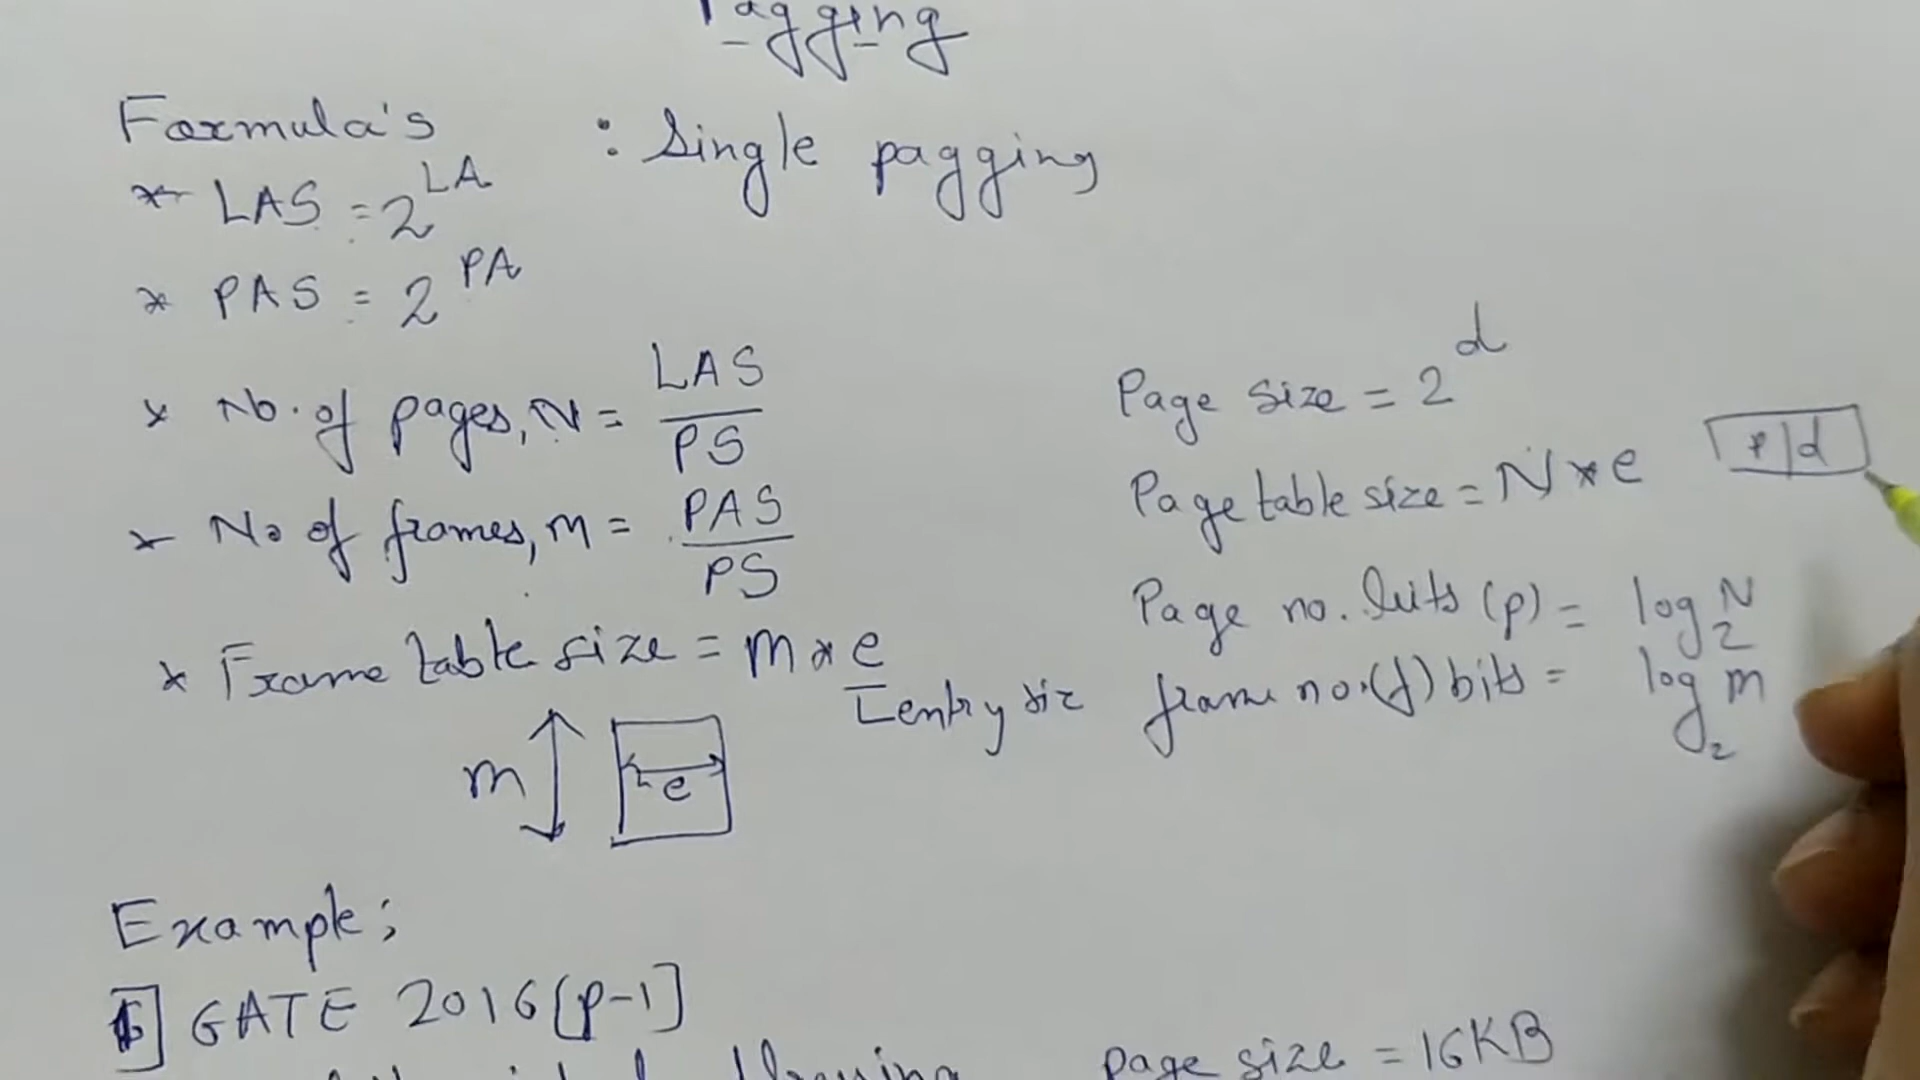 Pagging
Formula's : Single pagging
* LAS = 2^LA
* PAS = 2^PA
* No. of pages, N = LAS / PS
* No of frames, m = PAS / PS
* Frame table size = m * e
entry siz
m
e
Page size = 2^d
Page table size = N * e
p | d
Page no. bits (p) = log₂ N
frame no.(f) bits = log₂ m
Example;
1] GATE 2016 [p-1]
page size = 16KB